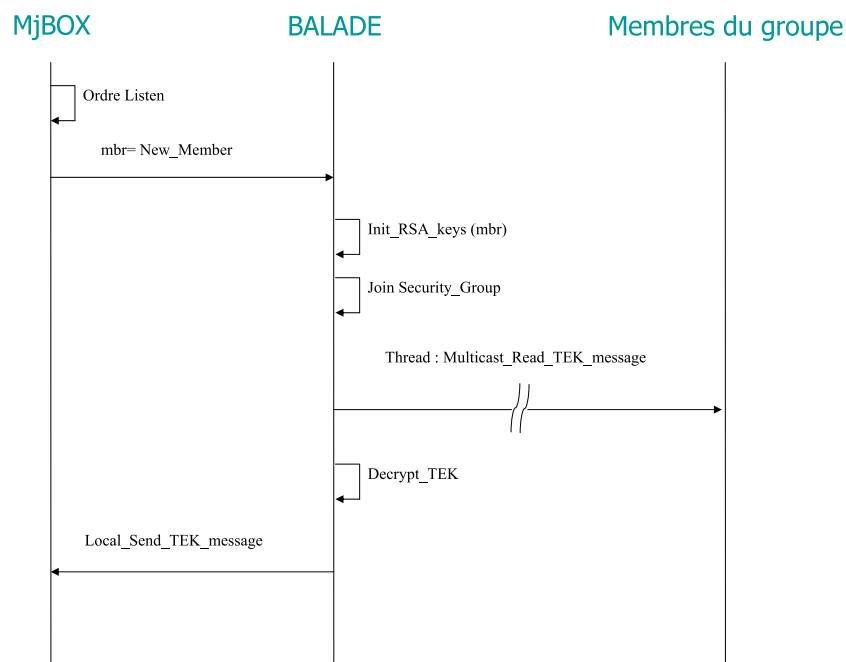 MjBOX
BALADE
Membres du groupe
Ordre Listen
mbr= New_Member
Init_RSA_keys (mbr)
Join Security_Group
Thread : Multicast_Read_TEK_message
Decrypt_TEK
Local_Send_TEK_message